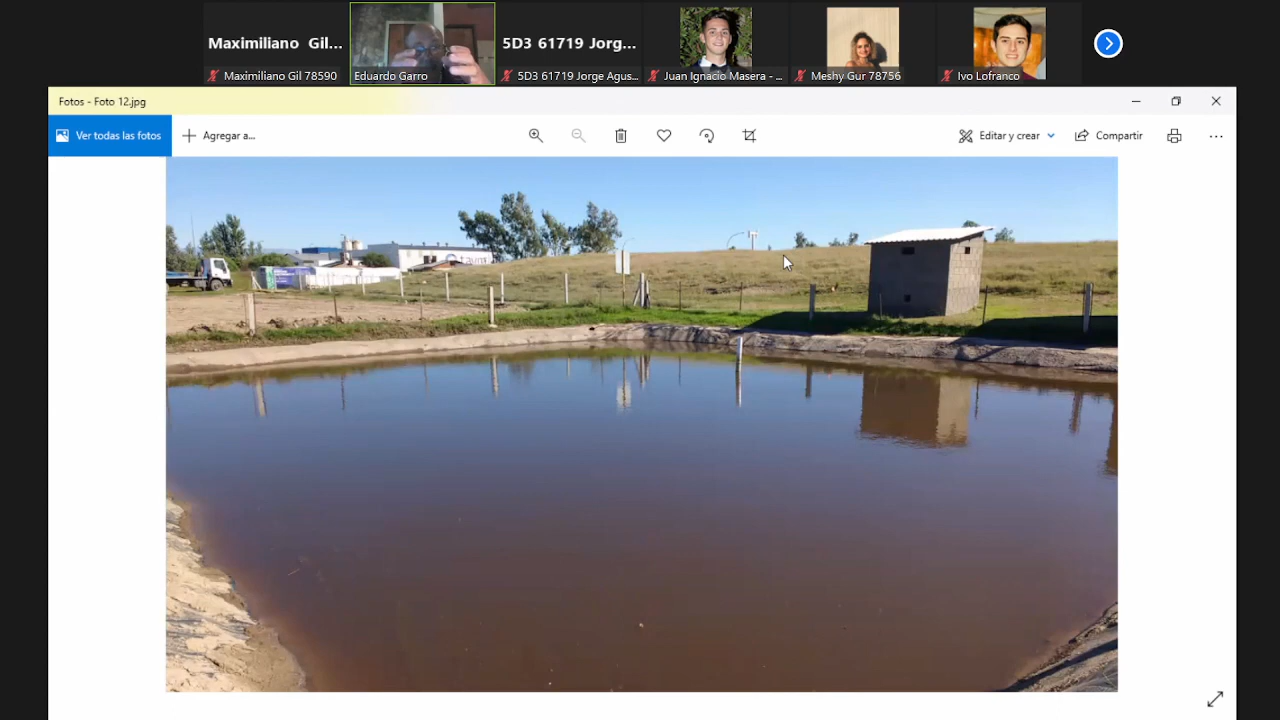 Maximiliano Gil...
5D3 61719 Jorg...
Maximiliano Gil 78590
Eduardo Garro
5D3 61719 Jorge Agus...
Juan Ignacio Masera - ...
Meshy Gur 78756
Ivo Lofranco
Fotos - Foto 12.jpg
Ver todas las fotos
Agregar a...
Editar y crear
Compartir